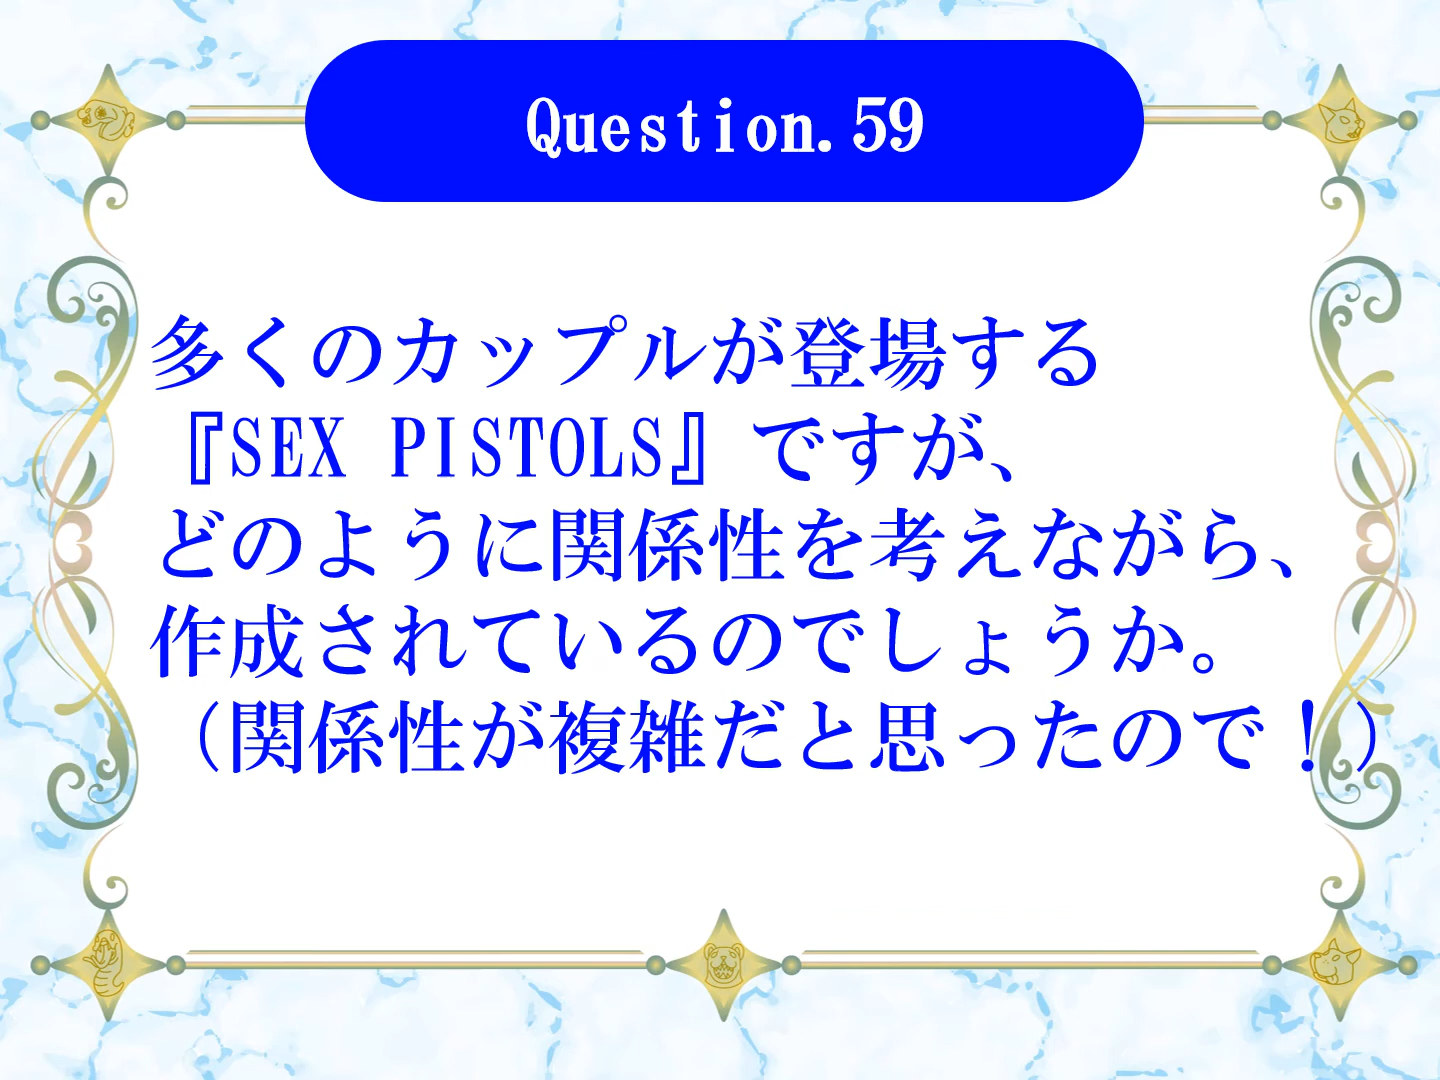 Question.59
多くのカップルが登場する
『SEX PISTOLS』ですが、
どのように関係性を考えながら、
作成されているのでしょうか。
（関係性が複雑だと思ったので！）